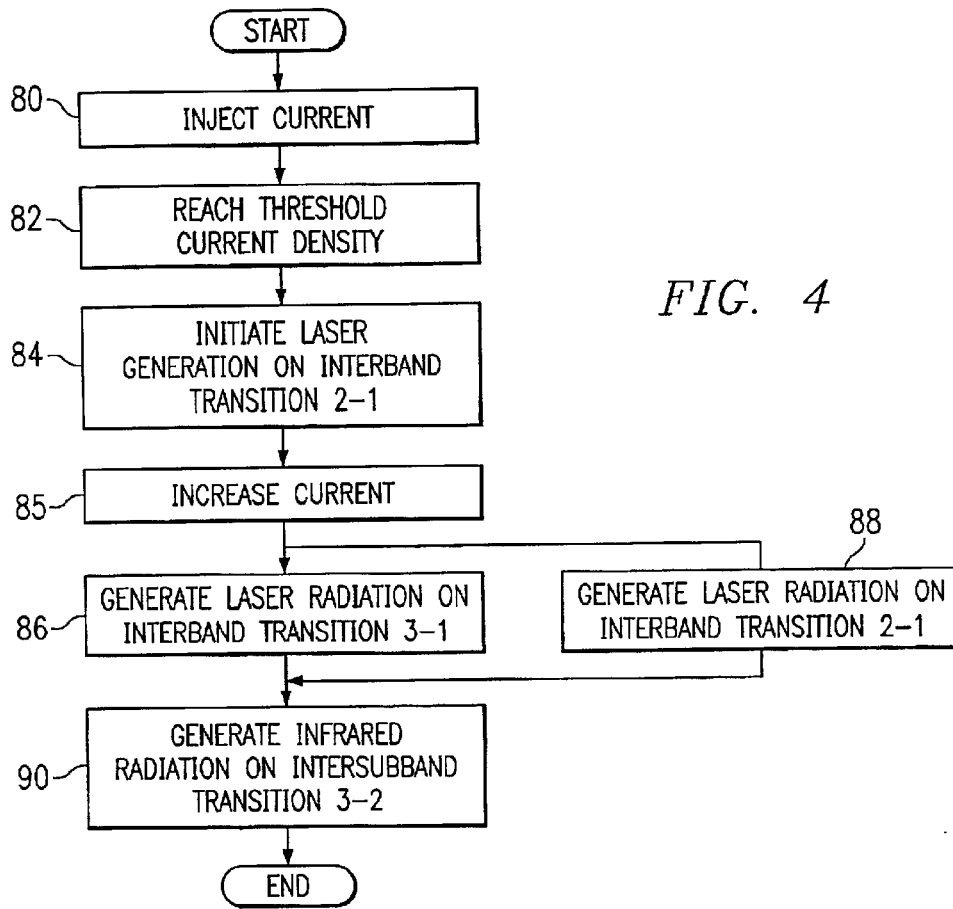 START
80
INJECT CURRENT
82
REACH THRESHOLD
CURRENT DENSITY
FIG. 4
84
INITIATE LASER
GENERATION ON INTERBAND
TRANSITION 2-1
85
INCREASE CURRENT
88
86
GENERATE LASER RADIATION ON
INTERBAND TRANSITION 3-1
GENERATE LASER RADIATION ON
INTERBAND TRANSITION 2-1
90
GENERATE INFRARED
RADIATION ON INTERSUBBAND
TRANSITION 3-2
END